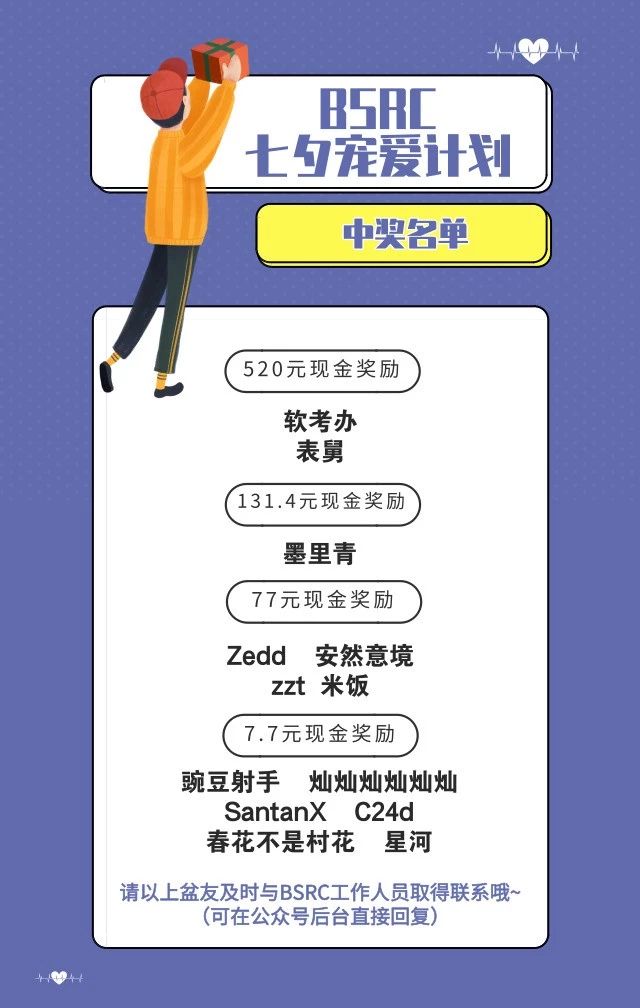 BSRC
七夕宠爱计划
中奖名单
520元现金奖励
软考办
表舅
131.4元现金奖励
墨里青
77元现金奖励
Zedd 安然意境
zzt 米饭
7.7元现金奖励
豌豆射手 灿灿灿灿灿灿
SantanX C24d
春花不是村花 星河
请以上盆友及时与BSRC工作人员取得联系哦~
（可在公众号后台直接回复）